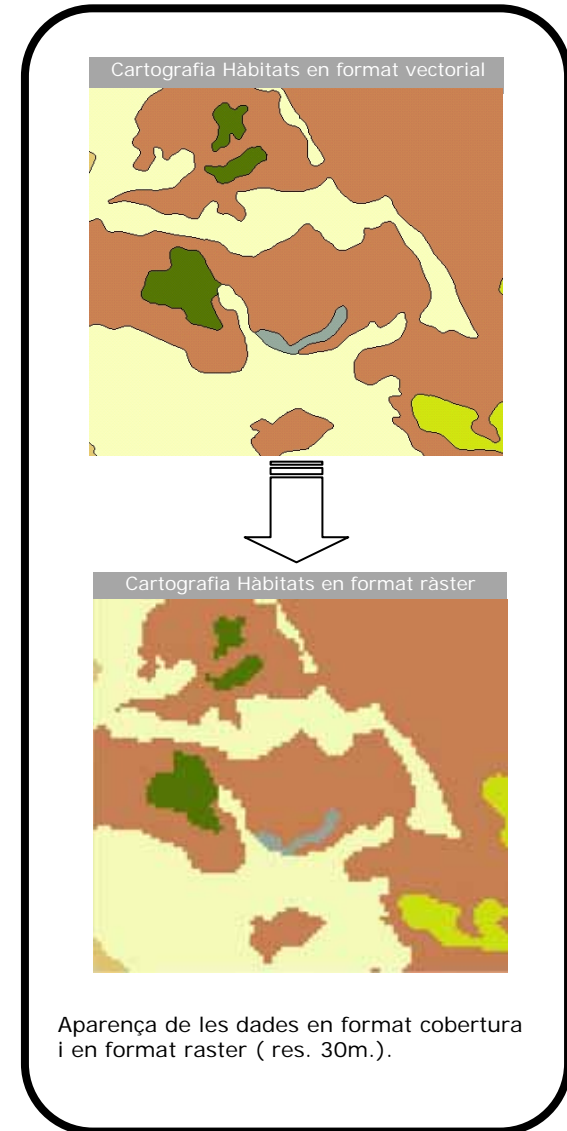 Cartografia Hàbitats en format vectorial
Cartografia Hàbitats en format ràster
Aparença de les dades en format cobertura
i en format raster ( res. 30m.).